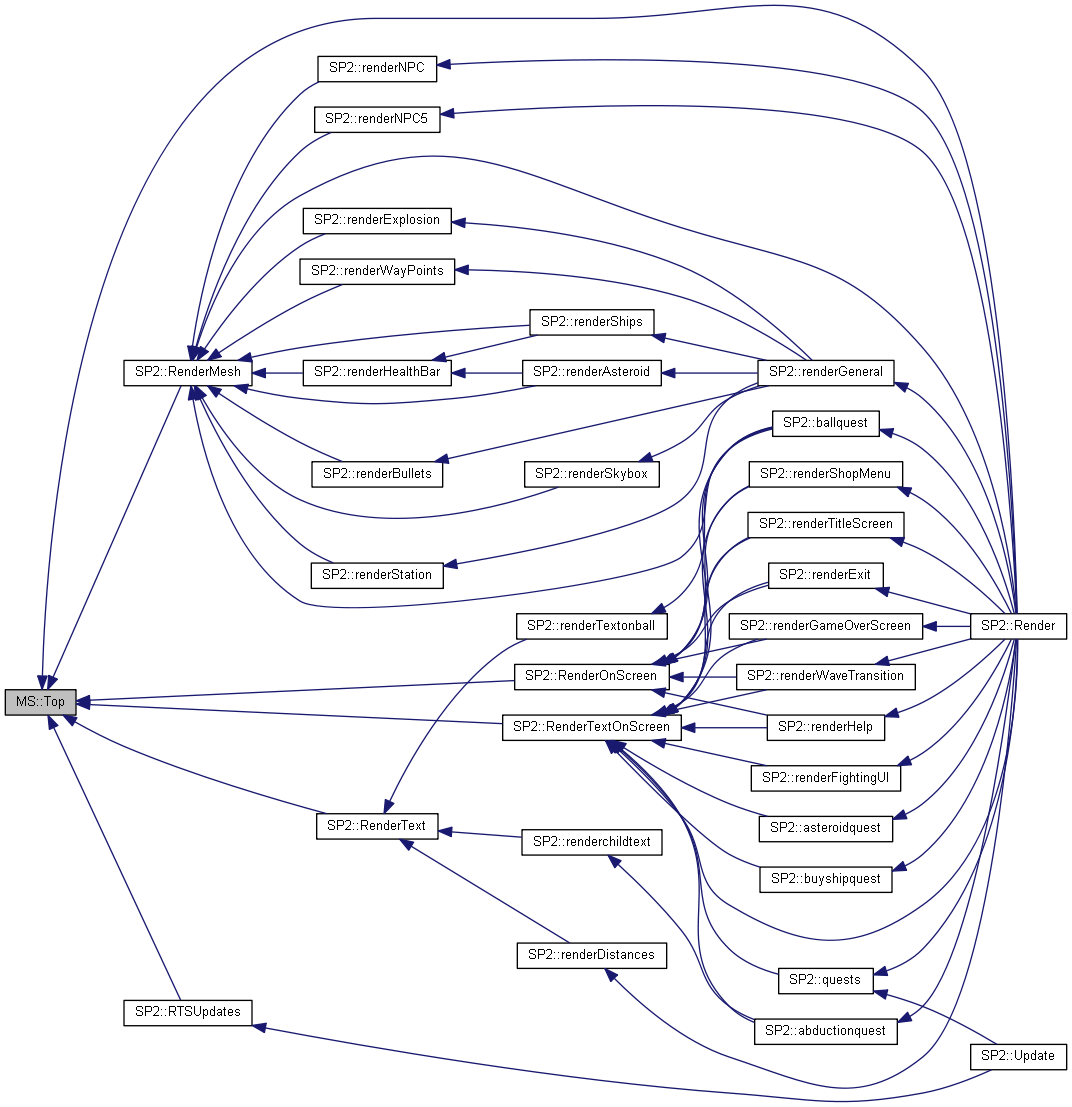 SP2::renderNPC
SP2::renderNPC5
SP2::renderExplosion
SP2::renderWayPoints
SP2::renderShips
SP2::RenderMesh
SP2::renderHealthBar
SP2::renderAsteroid
SP2::renderGeneral
SP2::ballquest
SP2::renderBullets
SP2::renderSkybox
SP2::renderShopMenu
SP2::renderTitleScreen
SP2::renderStation
SP2::renderExit
SP2::renderTextonball
SP2::renderGameOverScreen
SP2::Render
MS::Top
SP2::RenderOnScreen
SP2::renderWaveTransition
SP2::RenderTextOnScreen
SP2::renderHelp
SP2::renderFightingUI
SP2::RenderText
SP2::asteroidquest
SP2::renderchildtext
SP2::buyshipquest
SP2::renderDistances
SP2::quests
SP2::RTSUpdates
SP2::abductionquest
SP2::Update